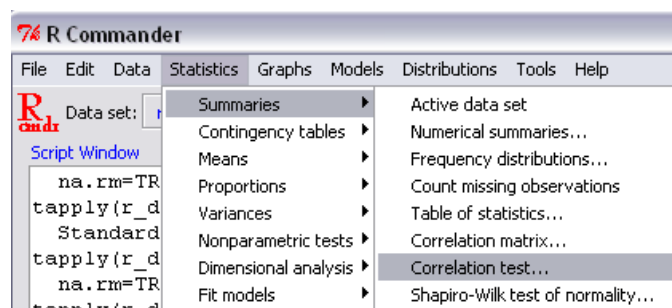 R Commander
File Edit Data Statistics Graphs Models Distributions Tools Help
R cmdr Data set:
Script Window
na.rm=TR
tapply(r_d
Standard
tapply(r_d
na.rm=TR
tapply(r_d
Summaries
Contingency tables
Means
Proportions
Variances
Nonparametric tests
Dimensional analysis
Fit models
Active data set
Numerical summaries...
Frequency distributions...
Count missing observations
Table of statistics...
Correlation matrix...
Correlation test...
Shapiro-Wilk test of normality...